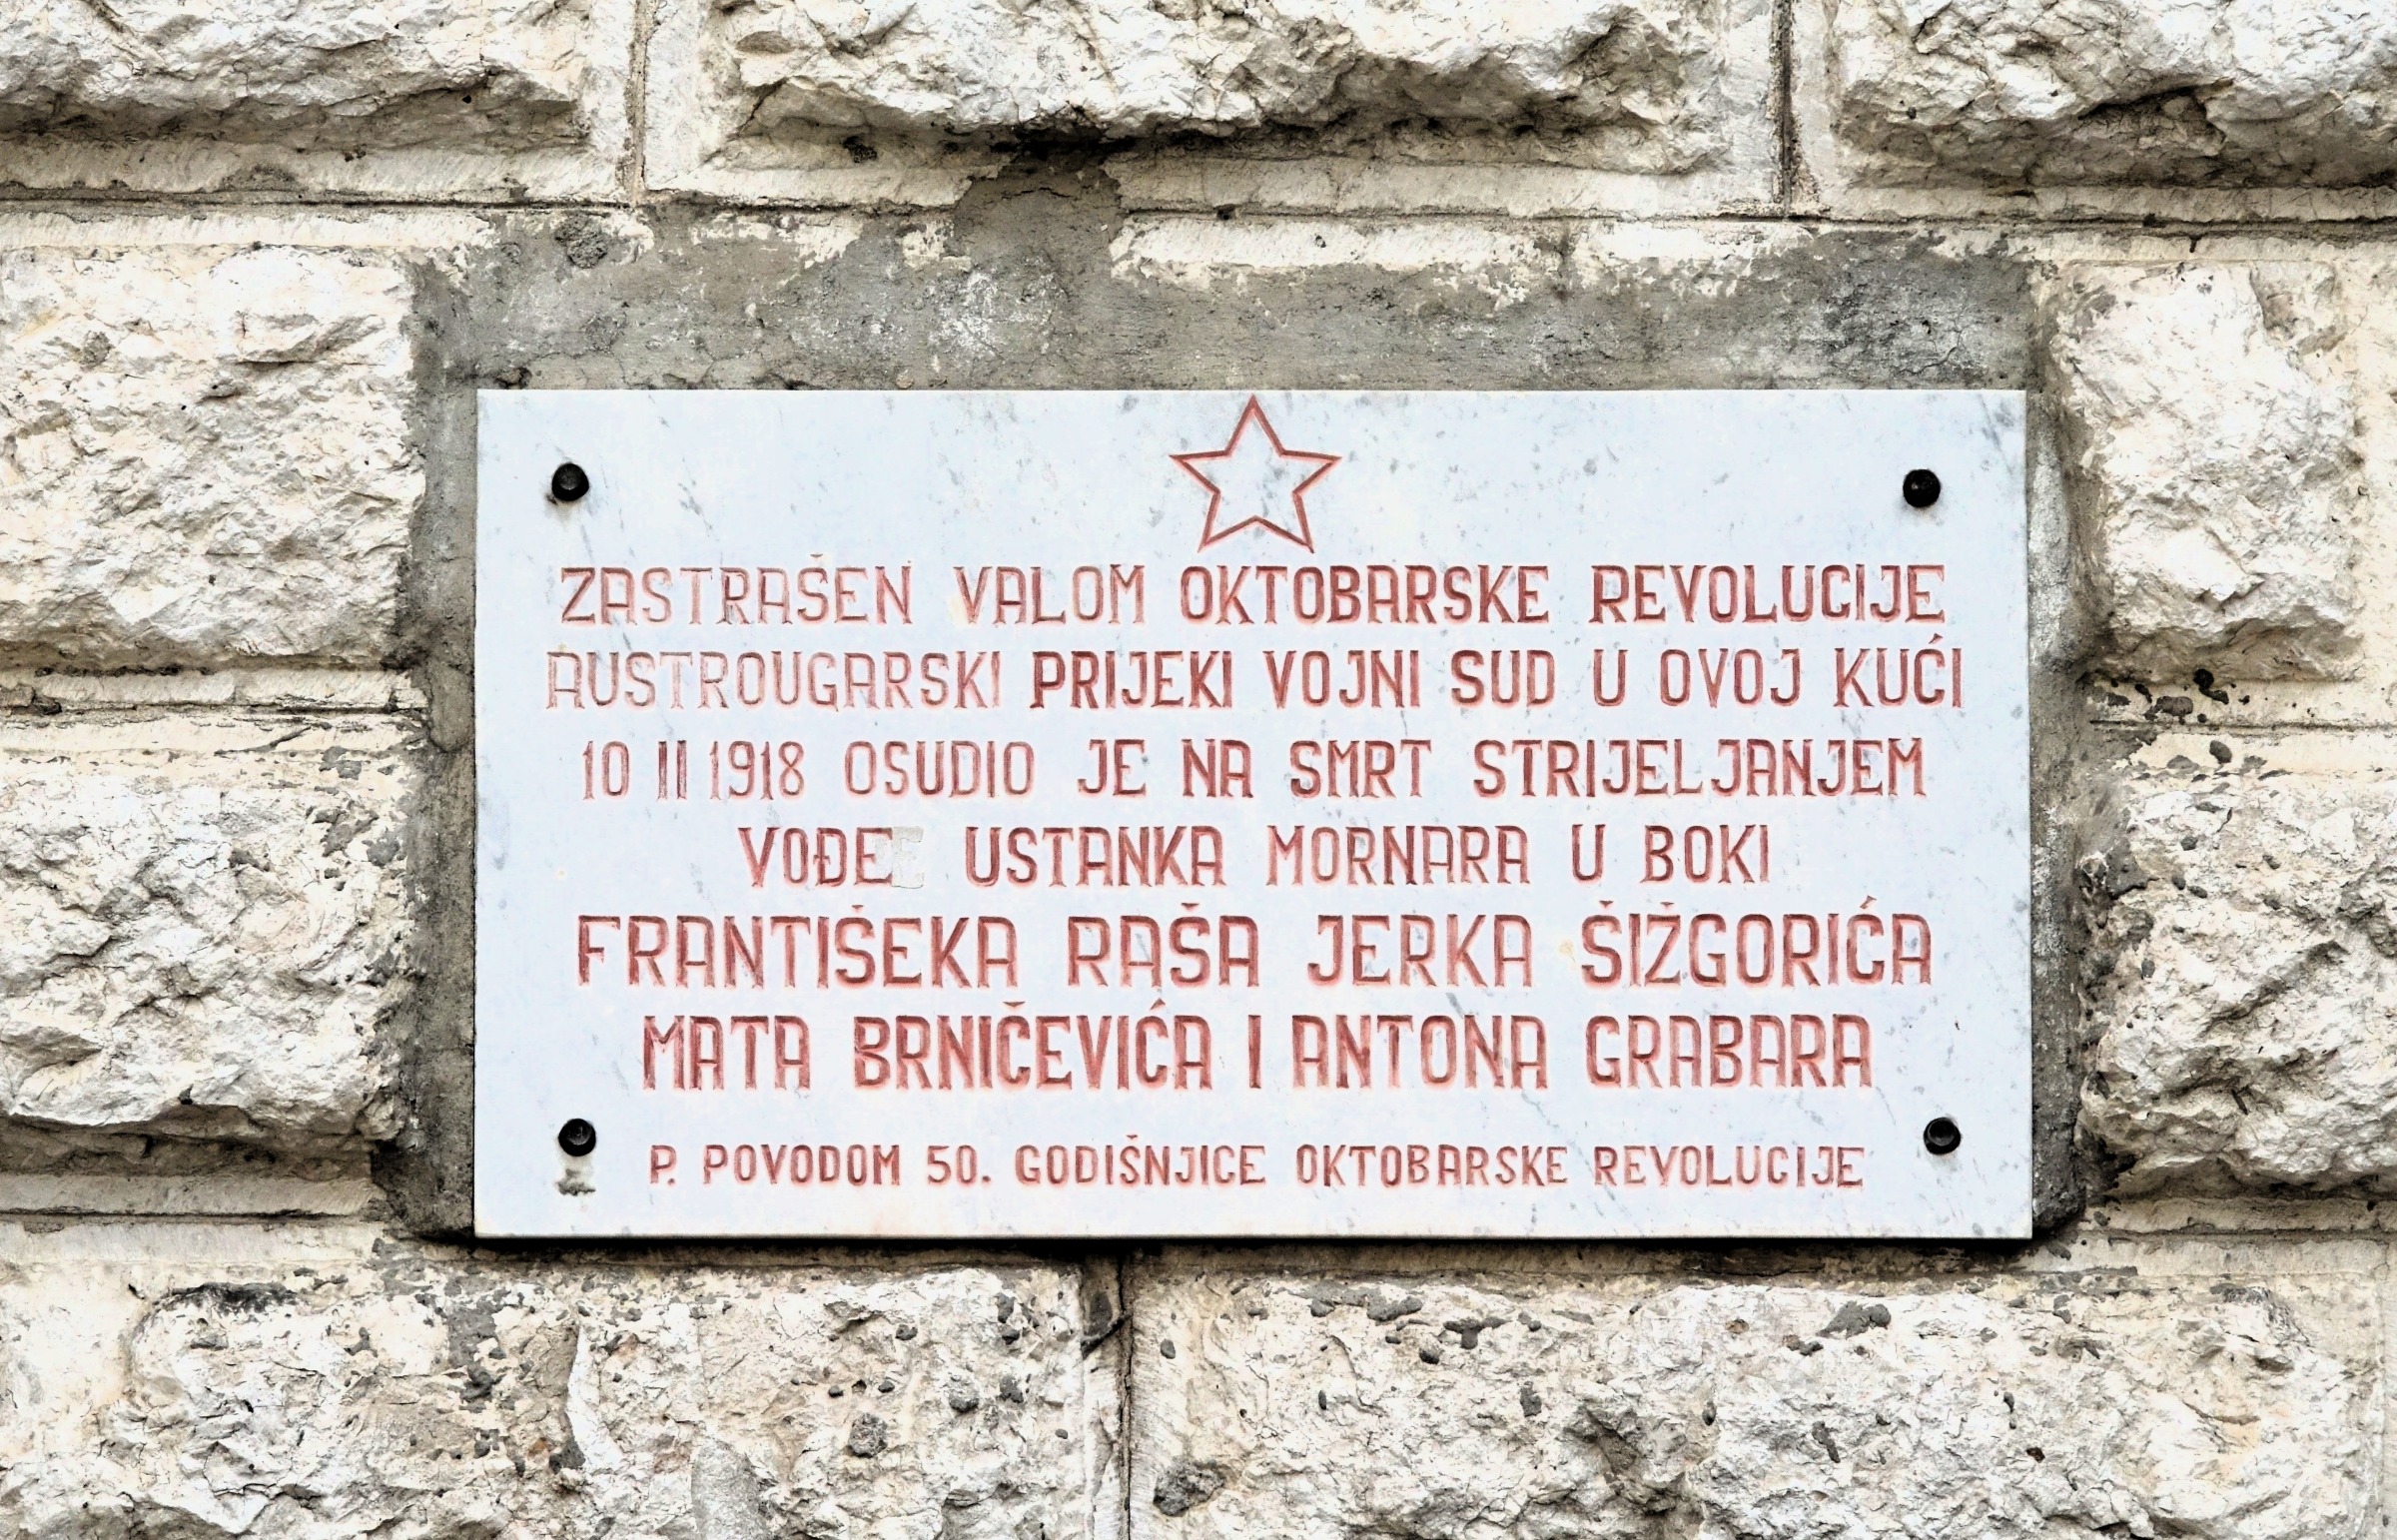 ZASTRAŠEN VALOM OKTOBARSKE REVOLUCIJE
AUSTROUGARSKI PRIJEKI VOJNI SUD U OVOJ KUĆI
10 II 1918 OSUDIO JE NA SMRT STRIJELJANJEM
VOĐE USTANKA MORNARA U BOKI
FRANTIŠEKA RAŠA JERKA ŠIŽGORIĆA
MATA BRNIČEVIĆA I ANTONA GRABARA
P. POVODOM 50. GODIŠNJICE OKTOBARSKE REVOLUCIJE